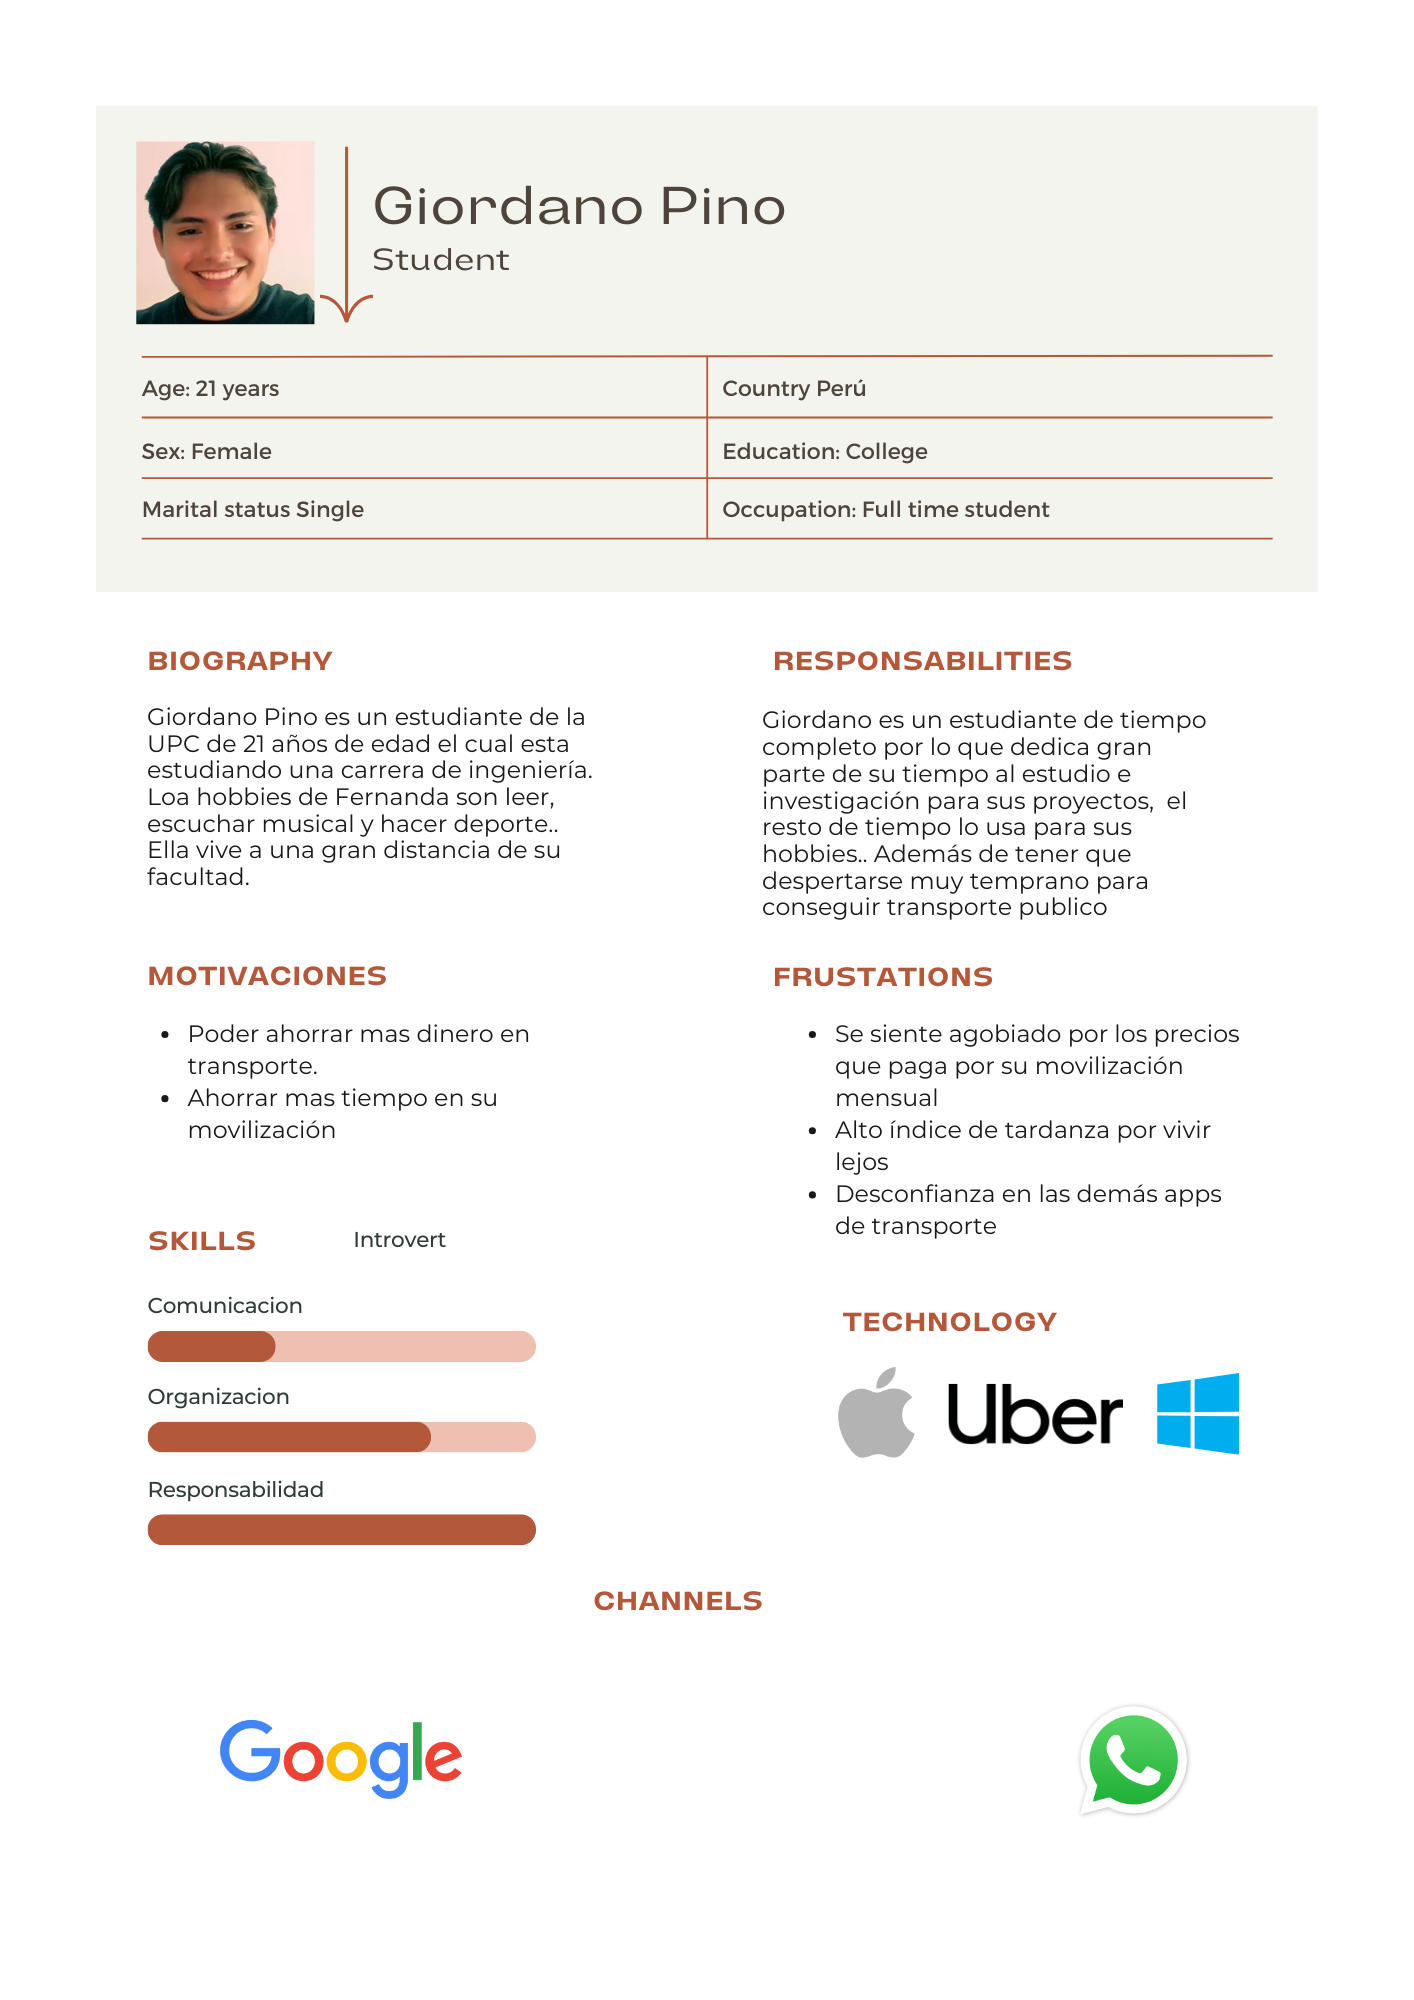 Giordano Pino
Student
Age: 21 years
Country Perú
Sex: Female
Education: College
Marital status Single
Occupation: Full time student
BIOGRAPHY
Giordano Pino es un estudiante de la
UPC de 21 años de edad el cual esta
estudiando una carrera de ingeniería.
Loa hobbies de Fernanda son leer,
escuchar musical y hacer deporte..
Ella vive a una gran distancia de su
facultad.
RESPONSABILITIES
Giordano es un estudiante de tiempo
completo por lo que dedica gran
parte de su tiempo al estudio e
investigación para sus proyectos,  el
resto de tiempo lo usa para sus
hobbies.. Además de tener que
despertarse muy temprano para
conseguir transporte publico
MOTIVACIONES
• Poder ahorrar mas dinero en
transporte.
• Ahorrar mas tiempo en su
movilización
FRUSTATIONS
• Se siente agobiado por los precios
que paga por su movilización
mensual
• Alto índice de tardanza por vivir
lejos
• Desconfianza en las demás apps
de transporte
SKILLS
Introvert
Comunicacion
Organizacion
Responsabilidad
TECHNOLOGY
Uber
CHANNELS
Google